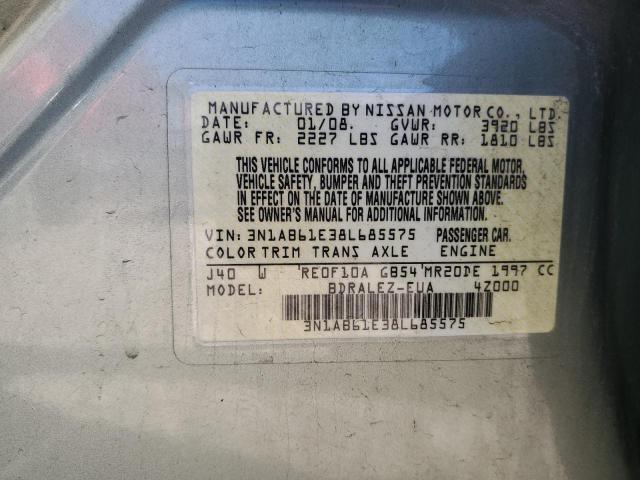 MANUFACTURED BY NISSAN MOTOR CO., LTD.
DATE: 01/08. GVWR: 3920 LBS
GAWR FR: 2227 LBS GAWR RR: 1810 LBS
THIS VEHICLE CONFORMS TO ALL APPLICABLE FEDERAL MOTOR
VEHICLE SAFETY, BUMPER AND THEFT PREVENTION STANDARDS
IN EFFECT ON THE DATE OF MANUFACTURE SHOWN ABOVE.
SEE OWNER'S MANUAL FOR ADDITIONAL INFORMATION
VIN: 3N1AB61E38L685575 PASSENGER CAR.
COLOR TRIM TRANS AXLE ENGINE
J40 W RE0F10A GB54 MR20DE 1997 CC
MODEL: BDRALEZ-EUA 4Z000
3N1AB61E38L685575